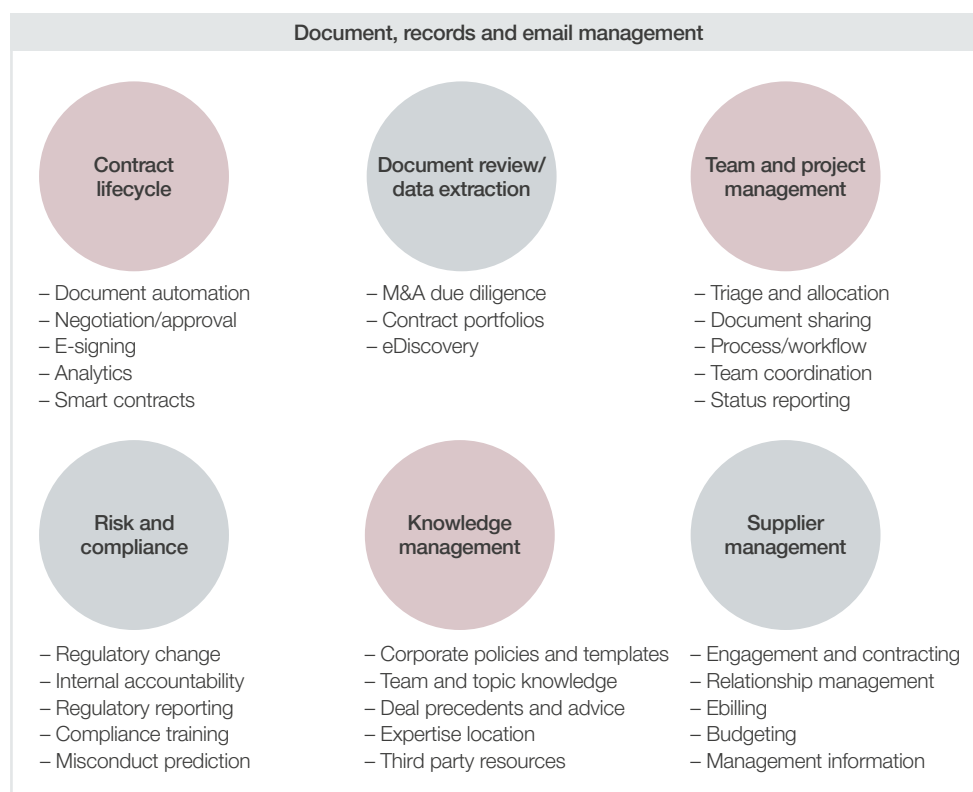 Document, records and email management
Contract
lifecycle
– Document automation
– Negotiation/approval
– E-signing
– Analytics
– Smart contracts
Document review/
data extraction
– M&A due diligence
– Contract portfolios
– eDiscovery
Team and project
management
– Triage and allocation
– Document sharing
– Process/workflow
– Team coordination
– Status reporting
Risk and
compliance
– Regulatory change
– Internal accountability
– Regulatory reporting
– Compliance training
– Misconduct prediction
Knowledge
management
– Corporate policies and templates
– Team and topic knowledge
– Deal precedents and advice
– Expertise location
– Third party resources
Supplier
management
– Engagement and contracting
– Relationship management
– Ebilling
– Budgeting
– Management information